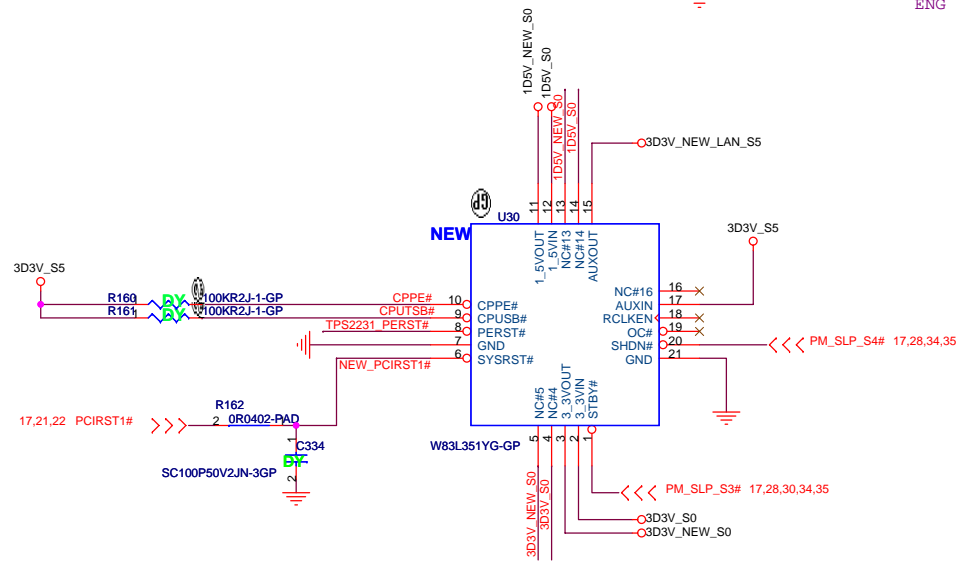 ENG
1D5V_NEW_S0
1D5V_S0
1D5V_NEW_S0
1D5V_S0
3D3V_NEW_LAN_S5
11
12
13
14
15
GP
U30
NEW
1_5VOUT
1_5VIN
NC#13
NC#14
AUXOUT
3D3V_S5
3D3V_S5
R160
DY
100KR2J-1-GP
CPPE#
10
CPPE#
R161
1
DY
100KR2J-1-GP
CPUTSB#
9
CPUSB#
TPS2231_PERST#
8
PERST#
7
GND
NEW_PCIRST1#
6
SYSRST#
NC#16
16
AUXIN
17
RCLKEN
18
OC#
19
SHDN#
20
PM_SLP_S4# 17,28,34,35
GND
21
NC#5
NC#4
3_3VOUT
3_3VIN
STBY#
5
4
3
2
1
R162
17,21,22 PCIRST1#
2
0R0402-PAD
1
C334
DY
2
SC100P50V2JN-3GP
W83L351YG-GP
3D3V_NEW_S0
3D3V_S0
PM_SLP_S3# 17,28,30,34,35
3D3V_S0
3D3V_NEW_S0